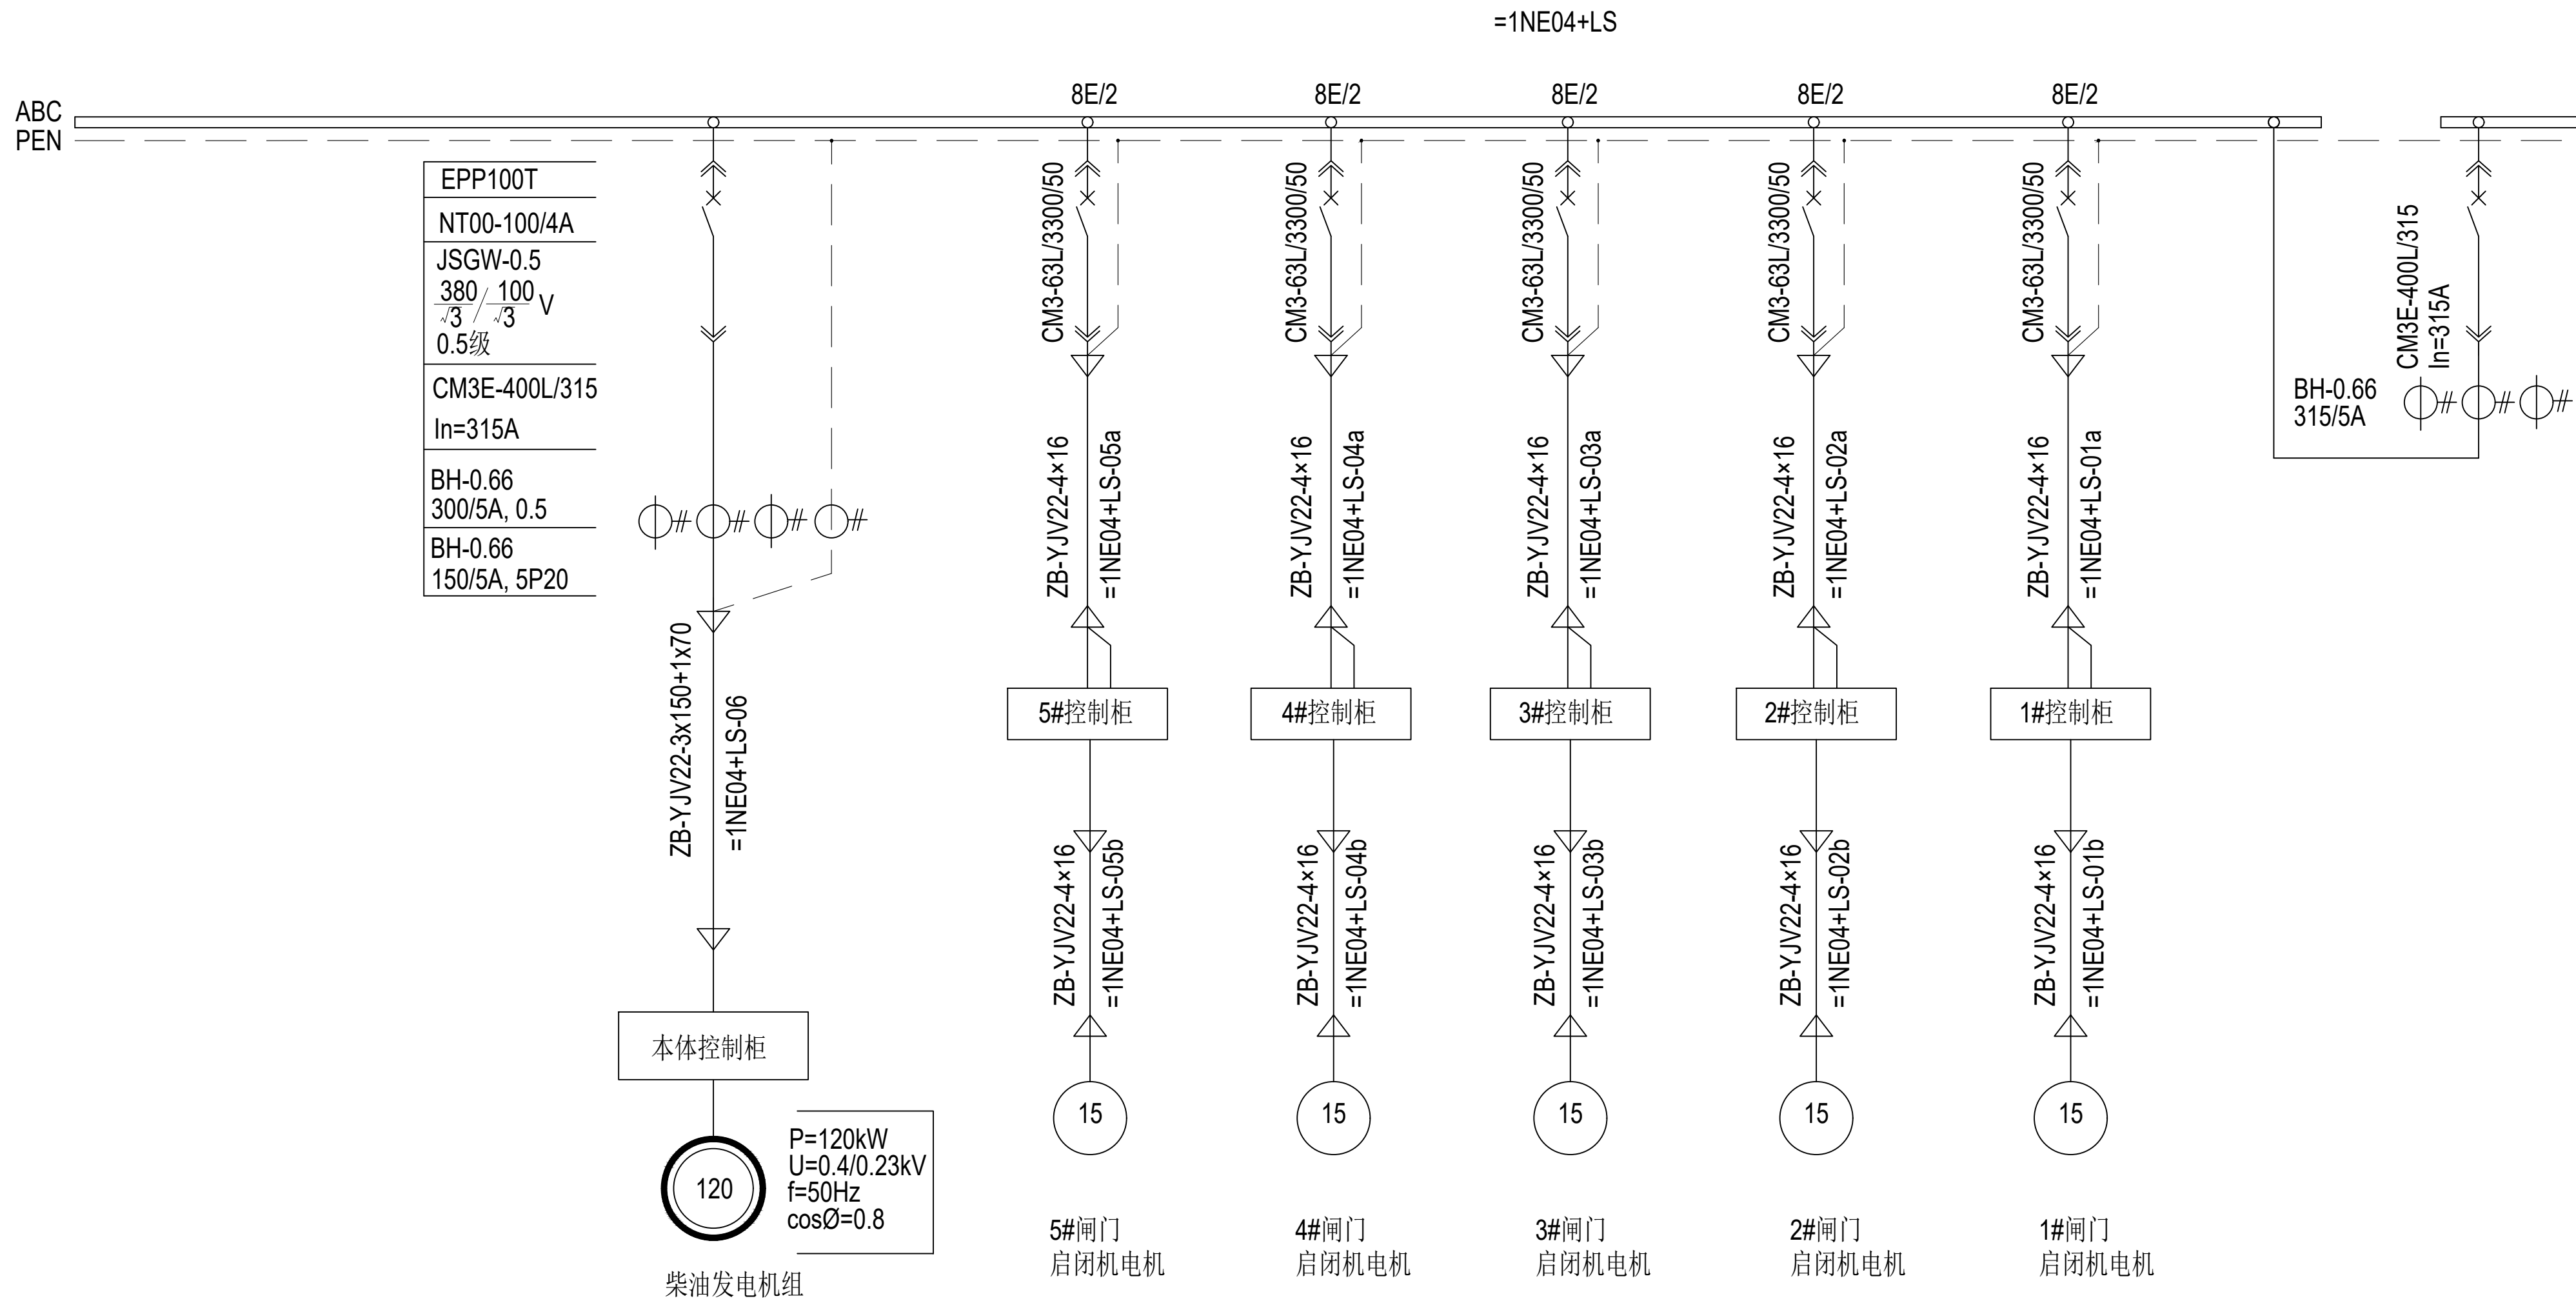 =1NE04+LS
8E/2
8E/2
8E/2
8E/2
8E/2
ABC
PEN
EPP100T
NT00-100/4A
JSGW-0.5
380/√3 / 100/√3 V
0.5级
CM3E-400L/315
In=315A
BH-0.66
300/5A, 0.5
BH-0.66
150/5A, 5P20
ZB-YJV22-3x150+1x70
=1NE04+LS-06
本体控制柜
120
P=120kW
U=0.4/0.23kV
f=50Hz
cosØ=0.8
柴油发电机组
CM3-63L/3300/50
ZB-YJV22-4×16
=1NE04+LS-05a
5#控制柜
ZB-YJV22-4×16
=1NE04+LS-05b
15
5#闸门
启闭机电机
CM3-63L/3300/50
ZB-YJV22-4×16
=1NE04+LS-04a
4#控制柜
ZB-YJV22-4×16
=1NE04+LS-04b
15
4#闸门
启闭机电机
CM3-63L/3300/50
ZB-YJV22-4×16
=1NE04+LS-03a
3#控制柜
ZB-YJV22-4×16
=1NE04+LS-03b
15
3#闸门
启闭机电机
CM3-63L/3300/50
ZB-YJV22-4×16
=1NE04+LS-02a
2#控制柜
ZB-YJV22-4×16
=1NE04+LS-02b
15
2#闸门
启闭机电机
CM3-63L/3300/50
ZB-YJV22-4×16
=1NE04+LS-01a
1#控制柜
ZB-YJV22-4×16
=1NE04+LS-01b
15
1#闸门
启闭机电机
CM3E-400L/315
In=315A
BH-0.66
315/5A